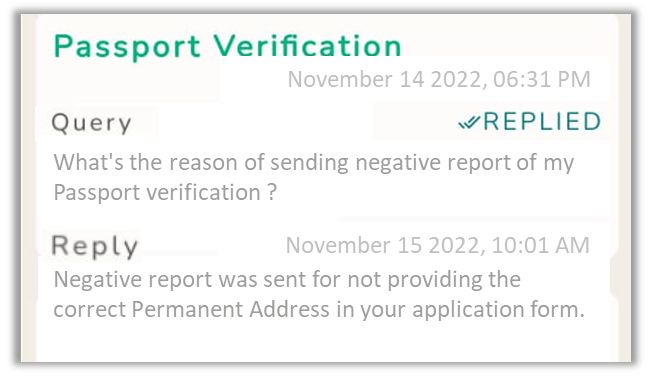 Passport Verification
November 14 2022, 06:31 PM
Query
REPLIED
What's the reason of sending negative report of my
Passport verification ?
Reply
November 15 2022, 10:01 AM
Negative report was sent for not providing the
correct Permanent Address in your application form.